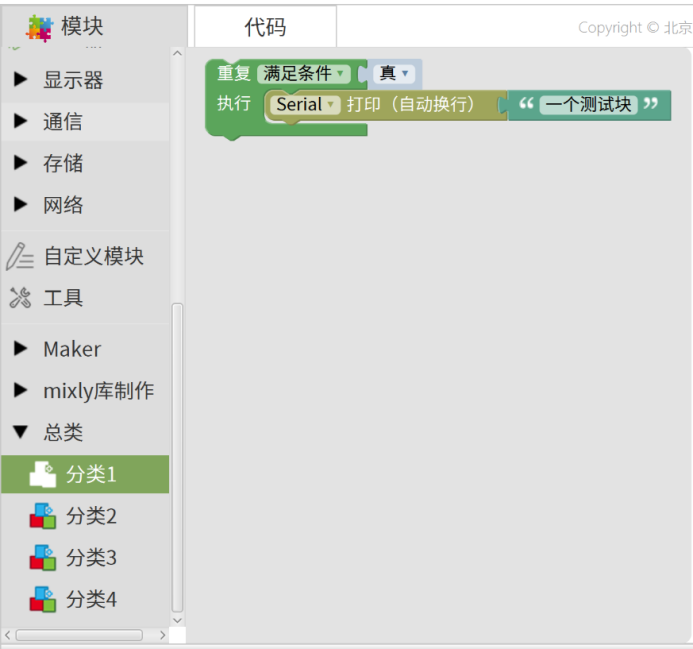 模块
代码
Copyright © 北京
显示器
通信
存储
网络
自定义模块
工具
Maker
mixly库制作
总类
分类1
分类2
分类3
分类4
重复 满足条件 真
执行 Serial 打印（自动换行） “ 一个测试块 ”